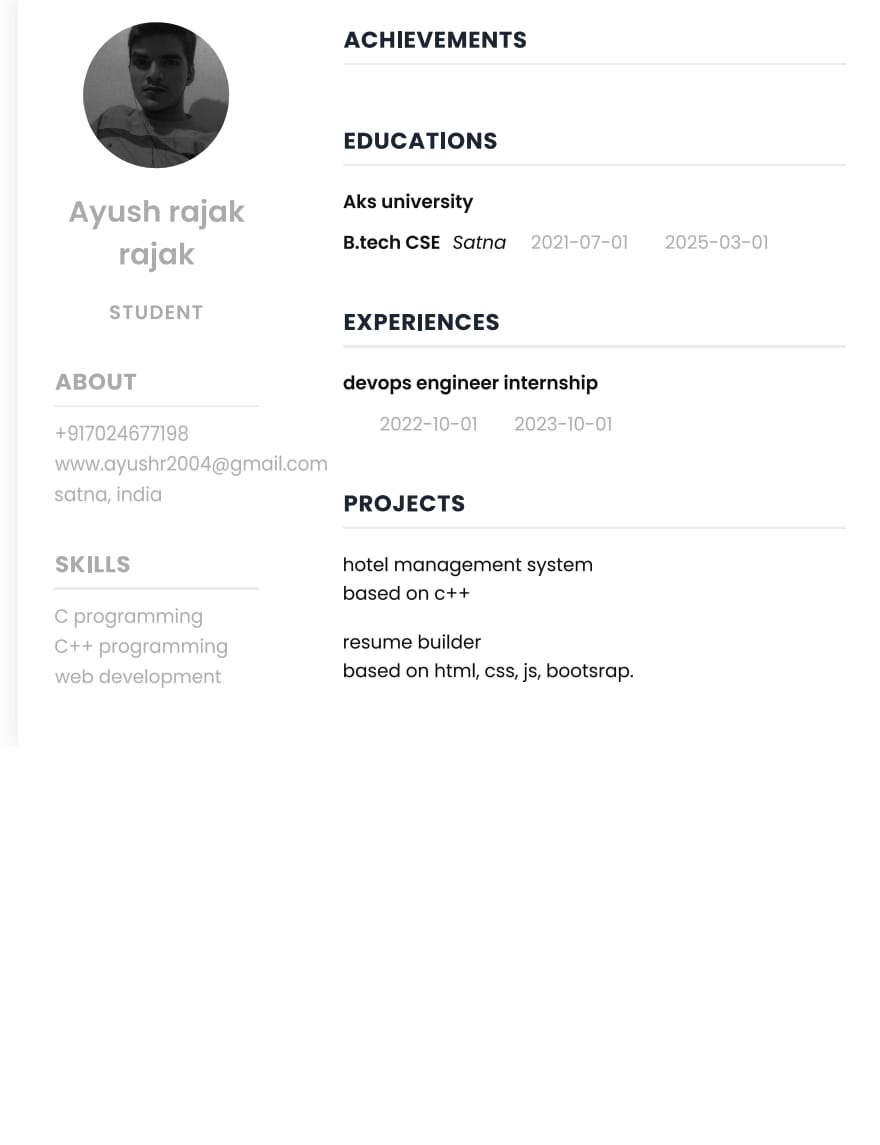 Ayush rajak
rajak
STUDENT
ABOUT
+917024677198
www.ayushr2004@gmail.com
satna, india
SKILLS
C programming
C++ programming
web development
ACHIEVEMENTS
EDUCATIONS
Aks university
B.tech CSE Satna 2021-07-01 2025-03-01
EXPERIENCES
devops engineer internship
2022-10-01 2023-10-01
PROJECTS
hotel management system
based on c++
resume builder
based on html, css, js, bootsrap.